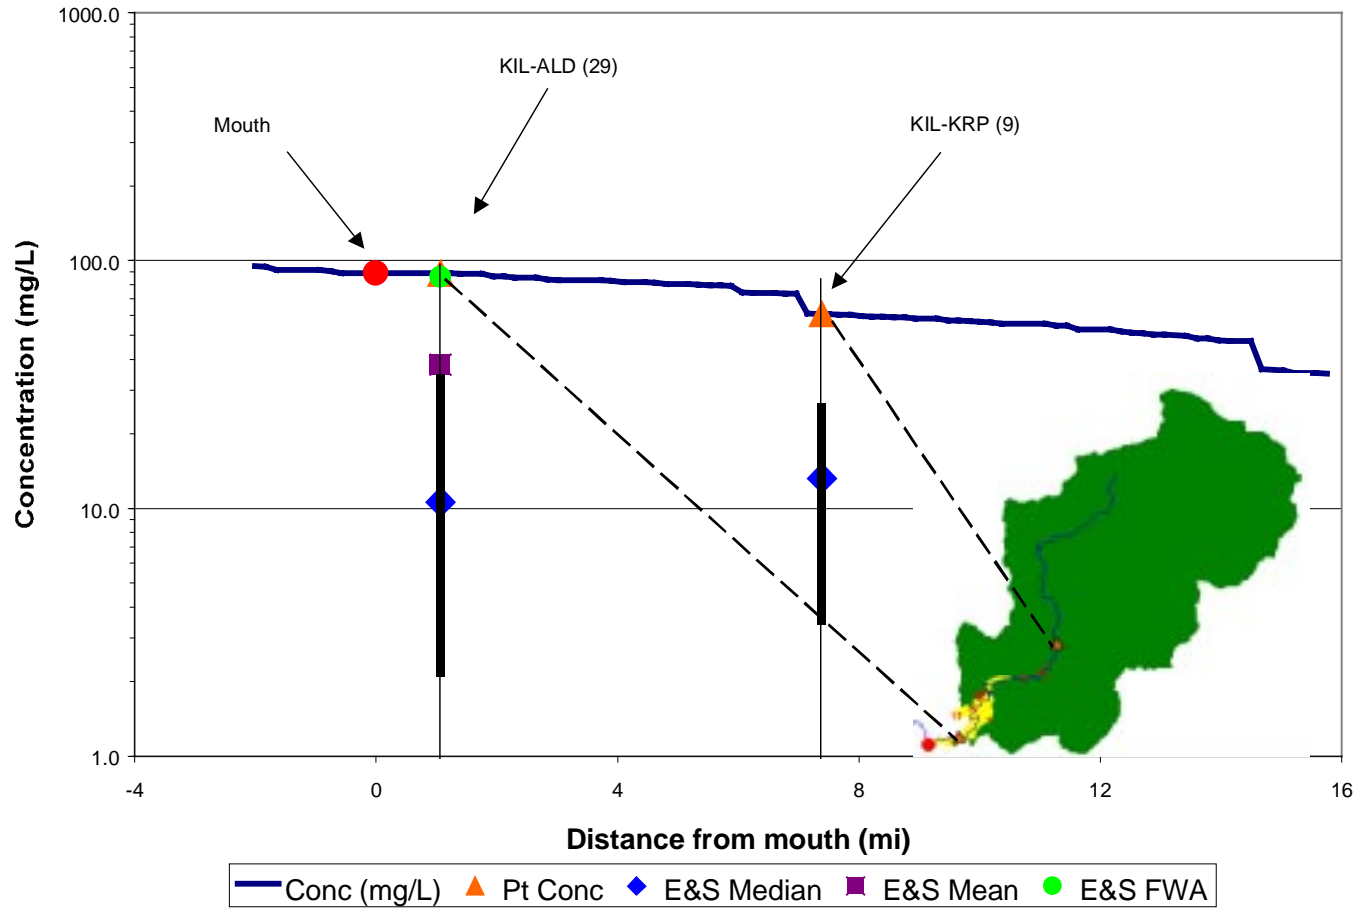 1000.0
KIL-ALD (29)
Mouth
KIL-KRP (9)
100.0
Concentration (mg/L)
10.0
1.0
-4 0 4 8 12 16
Distance from mouth (mi)
Conc (mg/L) Pt Conc E&S Median E&S Mean E&S FWA